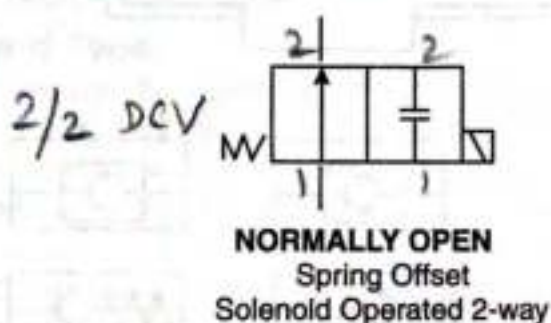 2 2
2/2 DCV
1 1
NORMALLY OPEN
Spring Offset
Solenoid Operated 2-way